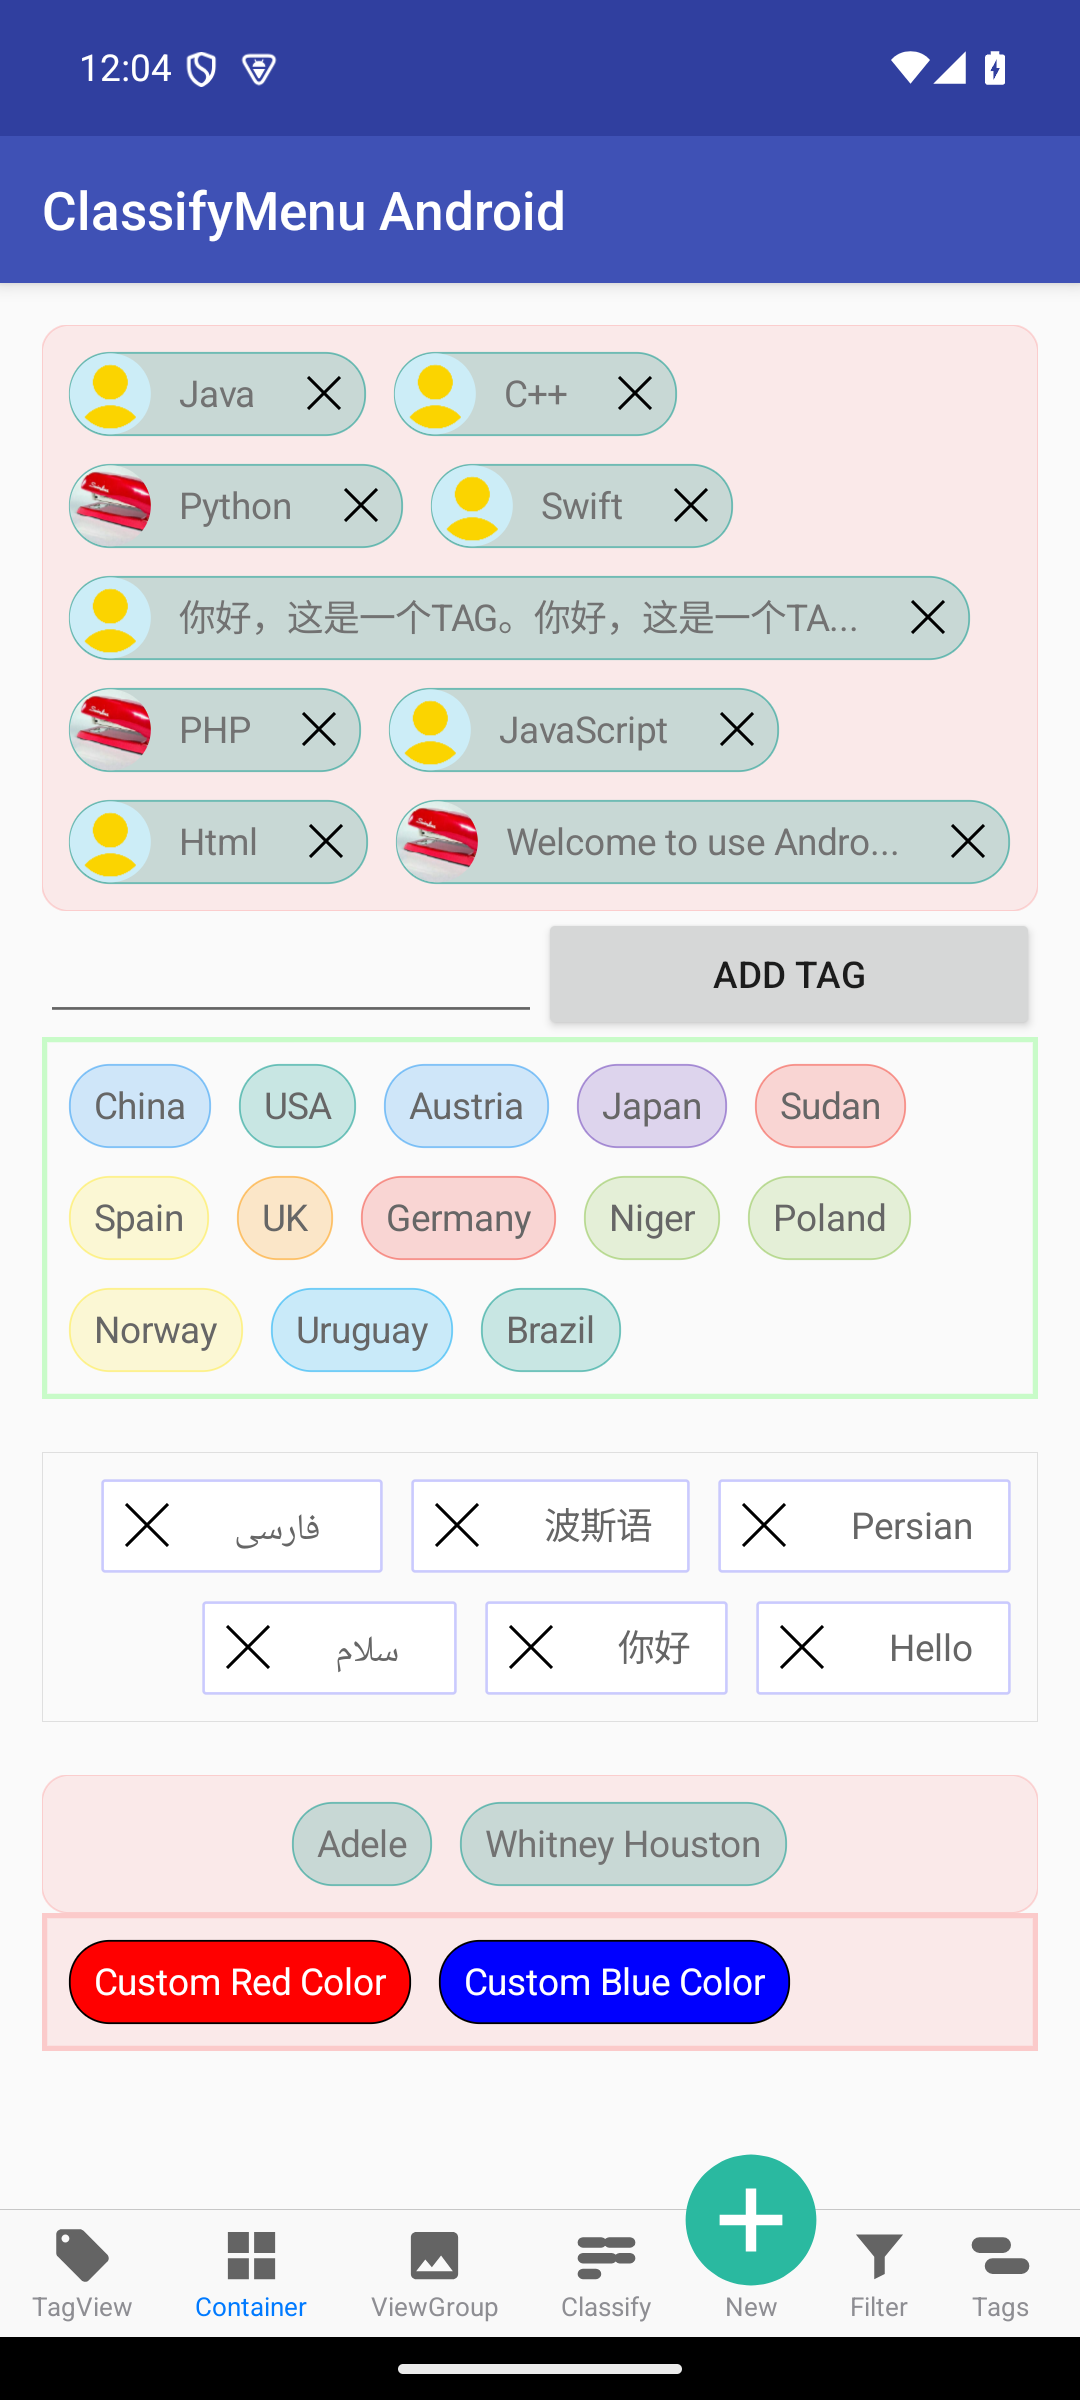 12:04
ClassifyMenu Android
Java C++
Python Swift
你好，这是一个TAG。你好，这是一个TA...
PHP JavaScript
Html Welcome to use Andro...
ADD TAG
China USA Austria Japan Sudan
Spain UK Germany Niger Poland
Norway Uruguay Brazil
فارسی 波斯语 Persian
سلام 你好 Hello
Adele Whitney Houston
Custom Red Color Custom Blue Color
TagView Container ViewGroup Classify New Filter Tags